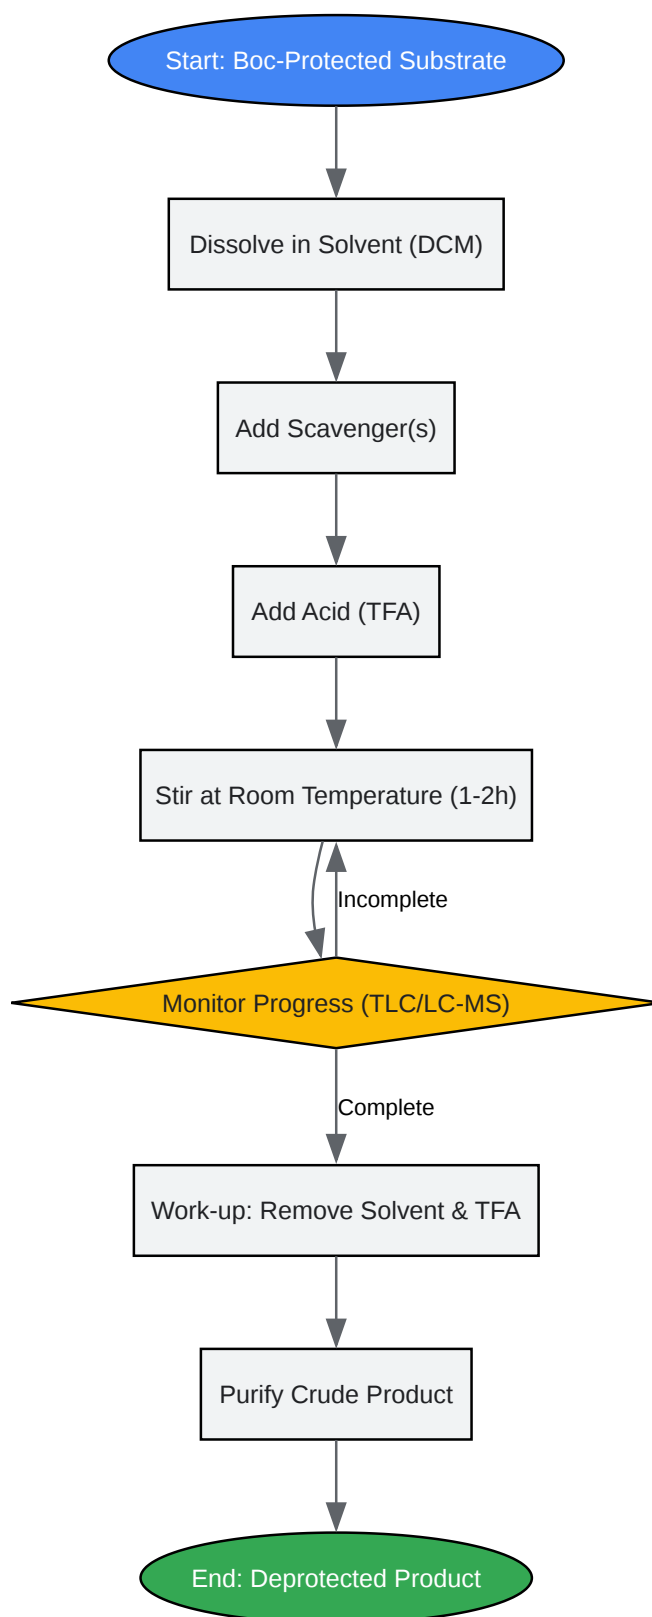 Start: Boc-Protected Substrate
Dissolve in Solvent (DCM)
Add Scavenger(s)
Add Acid (TFA)
Stir at Room Temperature (1-2h)
Incomplete
Monitor Progress (TLC/LC-MS)
Complete
Work-up: Remove Solvent & TFA
Purify Crude Product
End: Deprotected Product